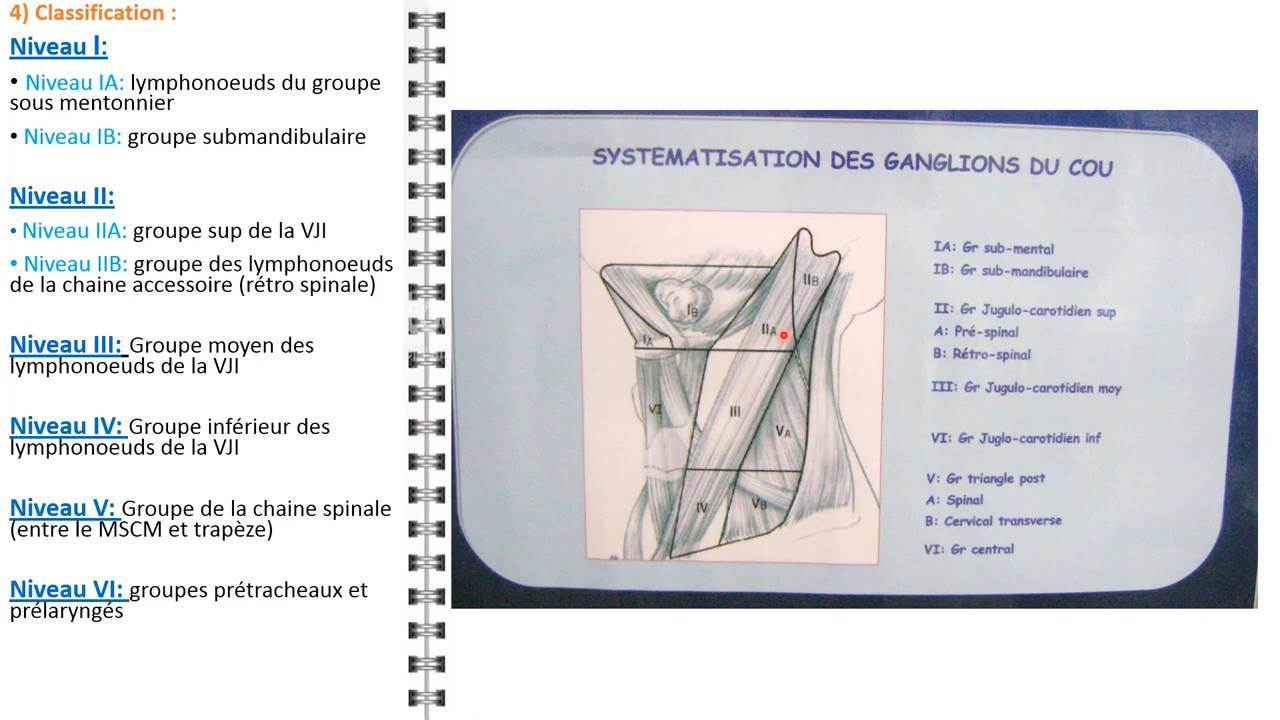 4) Classification :
Niveau I:
• Niveau IA: lymphonoeuds du groupe
sous mentonnier
• Niveau IB: groupe submandibulaire
Niveau II:
• Niveau IIA: groupe sup de la VJI
• Niveau IIB: groupe des lymphonoeuds
de la chaine accessoire (rétro spinale)
Niveau III: Groupe moyen des
lymphonoeuds de la VJI
Niveau IV: Groupe inférieur des
lymphonoeuds de la VJI
Niveau V: Groupe de la chaine spinale
(entre le MSCM et trapèze)
Niveau VI: groupes prétracheaux et
prélaryngés
SYSTEMATISATION DES GANGLIONS DU COU
IIB
IB
IIA
IA
VI
III
VA
IV
VB
IA: Gr sub-mental
IB: Gr sub-mandibulaire
II: Gr Jugulo-carotidien sup
A: Pré-spinal
B: Rétro-spinal
III: Gr Jugulo-carotidien moy
VI: Gr Juglo-carotidien inf
V: Gr triangle post
A: Spinal
B: Cervical transverse
VI: Gr central